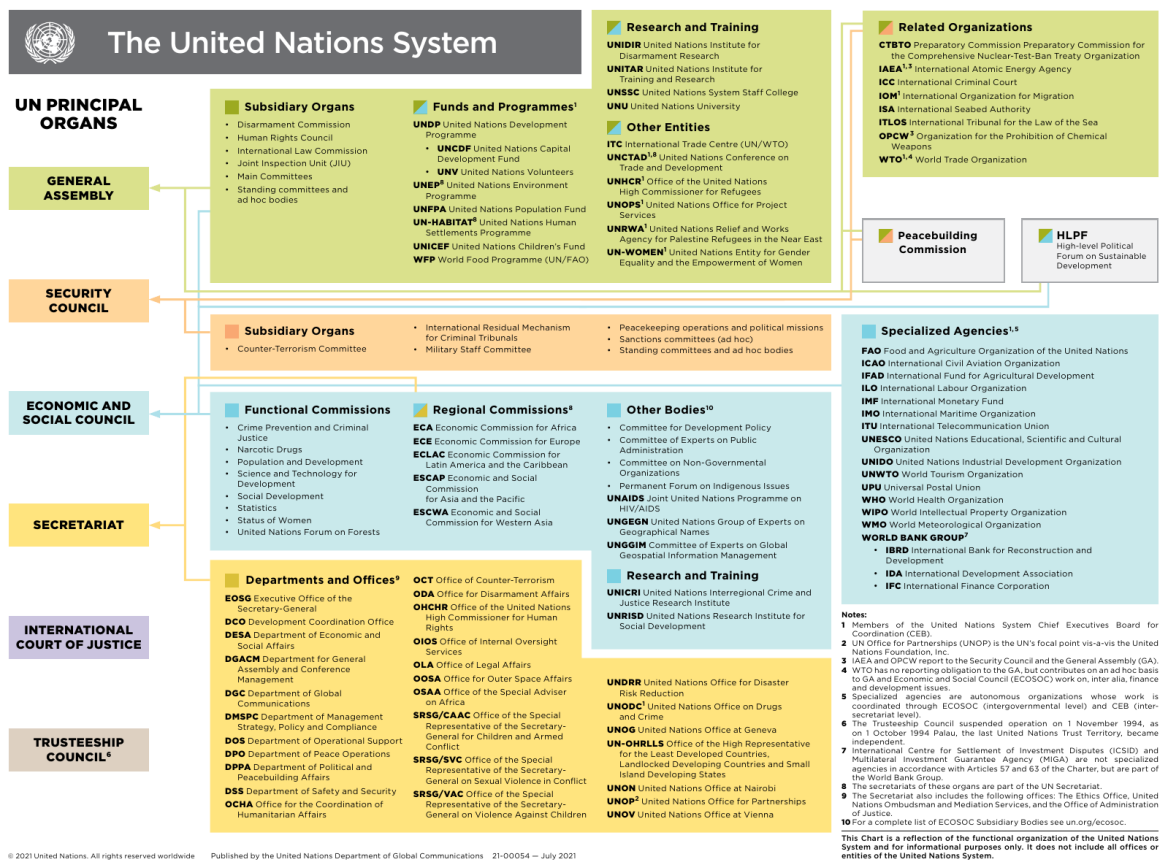 The United Nations System
UN PRINCIPAL
ORGANS
GENERAL
ASSEMBLY
SECURITY
COUNCIL
ECONOMIC AND
SOCIAL COUNCIL
SECRETARIAT
INTERNATIONAL
COURT OF JUSTICE
TRUSTEESHIP
COUNCIL⁶
Subsidiary Organs
• Disarmament Commission
• Human Rights Council
• International Law Commission
• Joint Inspection Unit (JIU)
• Main Committees
• Standing committees and
ad hoc bodies
Funds and Programmes¹
UNDP United Nations Development
Programme
• UNCDF United Nations Capital
Development Fund
• UNV United Nations Volunteers
UNEP⁸ United Nations Environment
Programme
UNFPA United Nations Population Fund
UN-HABITAT⁸ United Nations Human
Settlements Programme
UNICEF United Nations Children's Fund
WFP World Food Programme (UN/FAO)
Research and Training
UNIDIR United Nations Institute for
Disarmament Research
UNITAR United Nations Institute for
Training and Research
UNSSC United Nations System Staff College
UNU United Nations University
Other Entities
ITC International Trade Centre (UN/WTO)
UNCTAD¹,⁸ United Nations Conference on
Trade and Development
UNHCR¹ Office of the United Nations
High Commissioner for Refugees
UNOPS¹ United Nations Office for Project
Services
UNRWA¹ United Nations Relief and Works
Agency for Palestine Refugees in the Near East
UN-WOMEN¹ United Nations Entity for Gender
Equality and the Empowerment of Women
Related Organizations
CTBTO Preparatory Commission Preparatory Commission for
the Comprehensive Nuclear-Test-Ban Treaty Organization
IAEA¹,³ International Atomic Energy Agency
ICC International Criminal Court
IOM¹ International Organization for Migration
ISA International Seabed Authority
ITLOS International Tribunal for the Law of the Sea
OPCW³ Organization for the Prohibition of Chemical
Weapons
WTO¹,⁴ World Trade Organization
Peacebuilding
Commission
HLPF
High-level Political
Forum on Sustainable
Development
Subsidiary Organs
• Counter-Terrorism Committee
• International Residual Mechanism
for Criminal Tribunals
• Military Staff Committee
• Peacekeeping operations and political missions
• Sanctions committees (ad hoc)
• Standing committees and ad hoc bodies
Functional Commissions
• Crime Prevention and Criminal
Justice
• Narcotic Drugs
• Population and Development
• Science and Technology for
Development
• Social Development
• Statistics
• Status of Women
• United Nations Forum on Forests
Regional Commissions⁸
ECA Economic Commission for Africa
ECE Economic Commission for Europe
ECLAC Economic Commission for
Latin America and the Caribbean
ESCAP Economic and Social
Commission
for Asia and the Pacific
ESCWA Economic and Social
Commission for Western Asia
Other Bodies¹⁰
• Committee for Development Policy
• Committee of Experts on Public
Administration
• Committee on Non-Governmental
Organizations
• Permanent Forum on Indigenous Issues
UNAIDS Joint United Nations Programme on
HIV/AIDS
UNGEGN United Nations Group of Experts on
Geographical Names
UNGGIM Committee of Experts on Global
Geospatial Information Management
Research and Training
UNICRI United Nations Interregional Crime and
Justice Research Institute
UNRISD United Nations Research Institute for
Social Development
Specialized Agencies¹,⁵
FAO Food and Agriculture Organization of the United Nations
ICAO International Civil Aviation Organization
IFAD International Fund for Agricultural Development
ILO International Labour Organization
IMF International Monetary Fund
IMO International Maritime Organization
ITU International Telecommunication Union
UNESCO United Nations Educational, Scientific and Cultural
Organization
UNIDO United Nations Industrial Development Organization
UNWTO World Tourism Organization
UPU Universal Postal Union
WHO World Health Organization
WIPO World Intellectual Property Organization
WMO World Meteorological Organization
WORLD BANK GROUP⁷
• IBRD International Bank for Reconstruction and
Development
• IDA International Development Association
• IFC International Finance Corporation
Departments and Offices⁹
EOSG Executive Office of the
Secretary-General
DCO Development Coordination Office
DESA Department of Economic and
Social Affairs
DGACM Department for General
Assembly and Conference
Management
DGC Department of Global
Communications
DMSPC Department of Management
Strategy, Policy and Compliance
DOS Department of Operational Support
DPO Department of Peace Operations
DPPA Department of Political and
Peacebuilding Affairs
DSS Department of Safety and Security
OCHA Office for the Coordination of
Humanitarian Affairs
OCT Office of Counter-Terrorism
ODA Office for Disarmament Affairs
OHCHR Office of the United Nations
High Commissioner for Human
Rights
OIOS Office of Internal Oversight
Services
OLA Office of Legal Affairs
OOSA Office for Outer Space Affairs
OSAA Office of the Special Adviser
on Africa
SRSG/CAAC Office of the Special
Representative of the Secretary-
General for Children and Armed
Conflict
SRSG/SVC Office of the Special
Representative of the Secretary-
General on Sexual Violence in Conflict
SRSG/VAC Office of the Special
Representative of the Secretary-
General on Violence Against Children
UNDRR United Nations Office for Disaster
Risk Reduction
UNODC¹ United Nations Office on Drugs
and Crime
UNOG United Nations Office at Geneva
UN-OHRLLS Office of the High Representative
for the Least Developed Countries,
Landlocked Developing Countries and Small
Island Developing States
UNON United Nations Office at Nairobi
UNOP² United Nations Office for Partnerships
UNOV United Nations Office at Vienna
Notes:
1 Members of the United Nations System Chief Executives Board for
Coordination (CEB).
2 UN Office for Partnerships (UNOP) is the UN's focal point vis-a-vis the United
Nations Foundation, Inc.
3 IAEA and OPCW report to the Security Council and the General Assembly (GA).
4 WTO has no reporting obligation to the GA, but contributes on an ad hoc basis
to GA and Economic and Social Council (ECOSOC) work on, inter alia, finance
and development issues.
5 Specialized agencies are autonomous organizations whose work is
coordinated through ECOSOC (intergovernmental level) and CEB (inter-
secretariat level).
6 The Trusteeship Council suspended operation on 1 November 1994, as
on 1 October 1994 Palau, the last United Nations Trust Territory, became
independent.
7 International Centre for Settlement of Investment Disputes (ICSID) and
Multilateral Investment Guarantee Agency (MIGA) are not specialized
agencies in accordance with Articles 57 and 63 of the Charter, but are part of
the World Bank Group.
8 The secretariats of these organs are part of the UN Secretariat.
9 The Secretariat also includes the following offices: The Ethics Office, United
Nations Ombudsman and Mediation Services, and the Office of Administration
of Justice.
10 For a complete list of ECOSOC Subsidiary Bodies see un.org/ecosoc.
This Chart is a reflection of the functional organization of the United Nations
System and for informational purposes only. It does not include all offices or
entities of the United Nations System.
© 2021 United Nations. All rights reserved worldwide
Published by the United Nations Department of Global Communications 21-00054 — July 2021